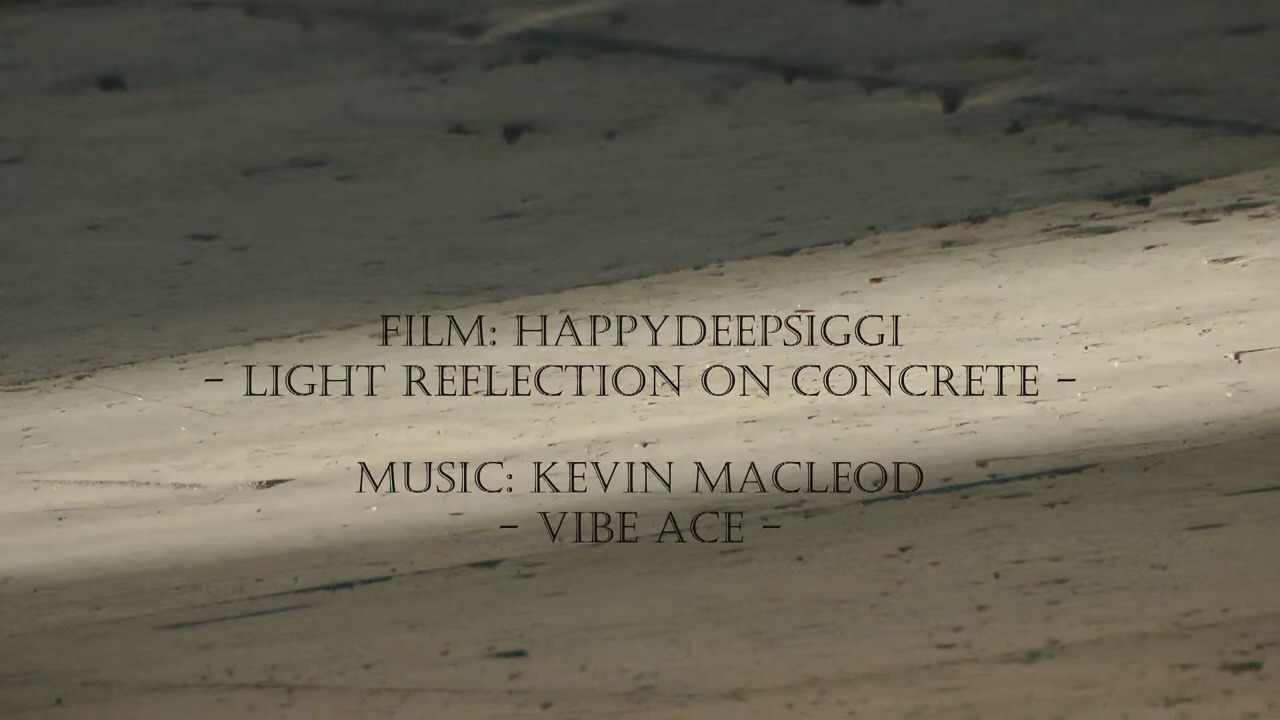 FILM: HAPPYDEEPSIGGI
- LIGHT REFLECTION ON CONCRETE -
MUSIC: KEVIN MACLEOD
- VIBE ACE -